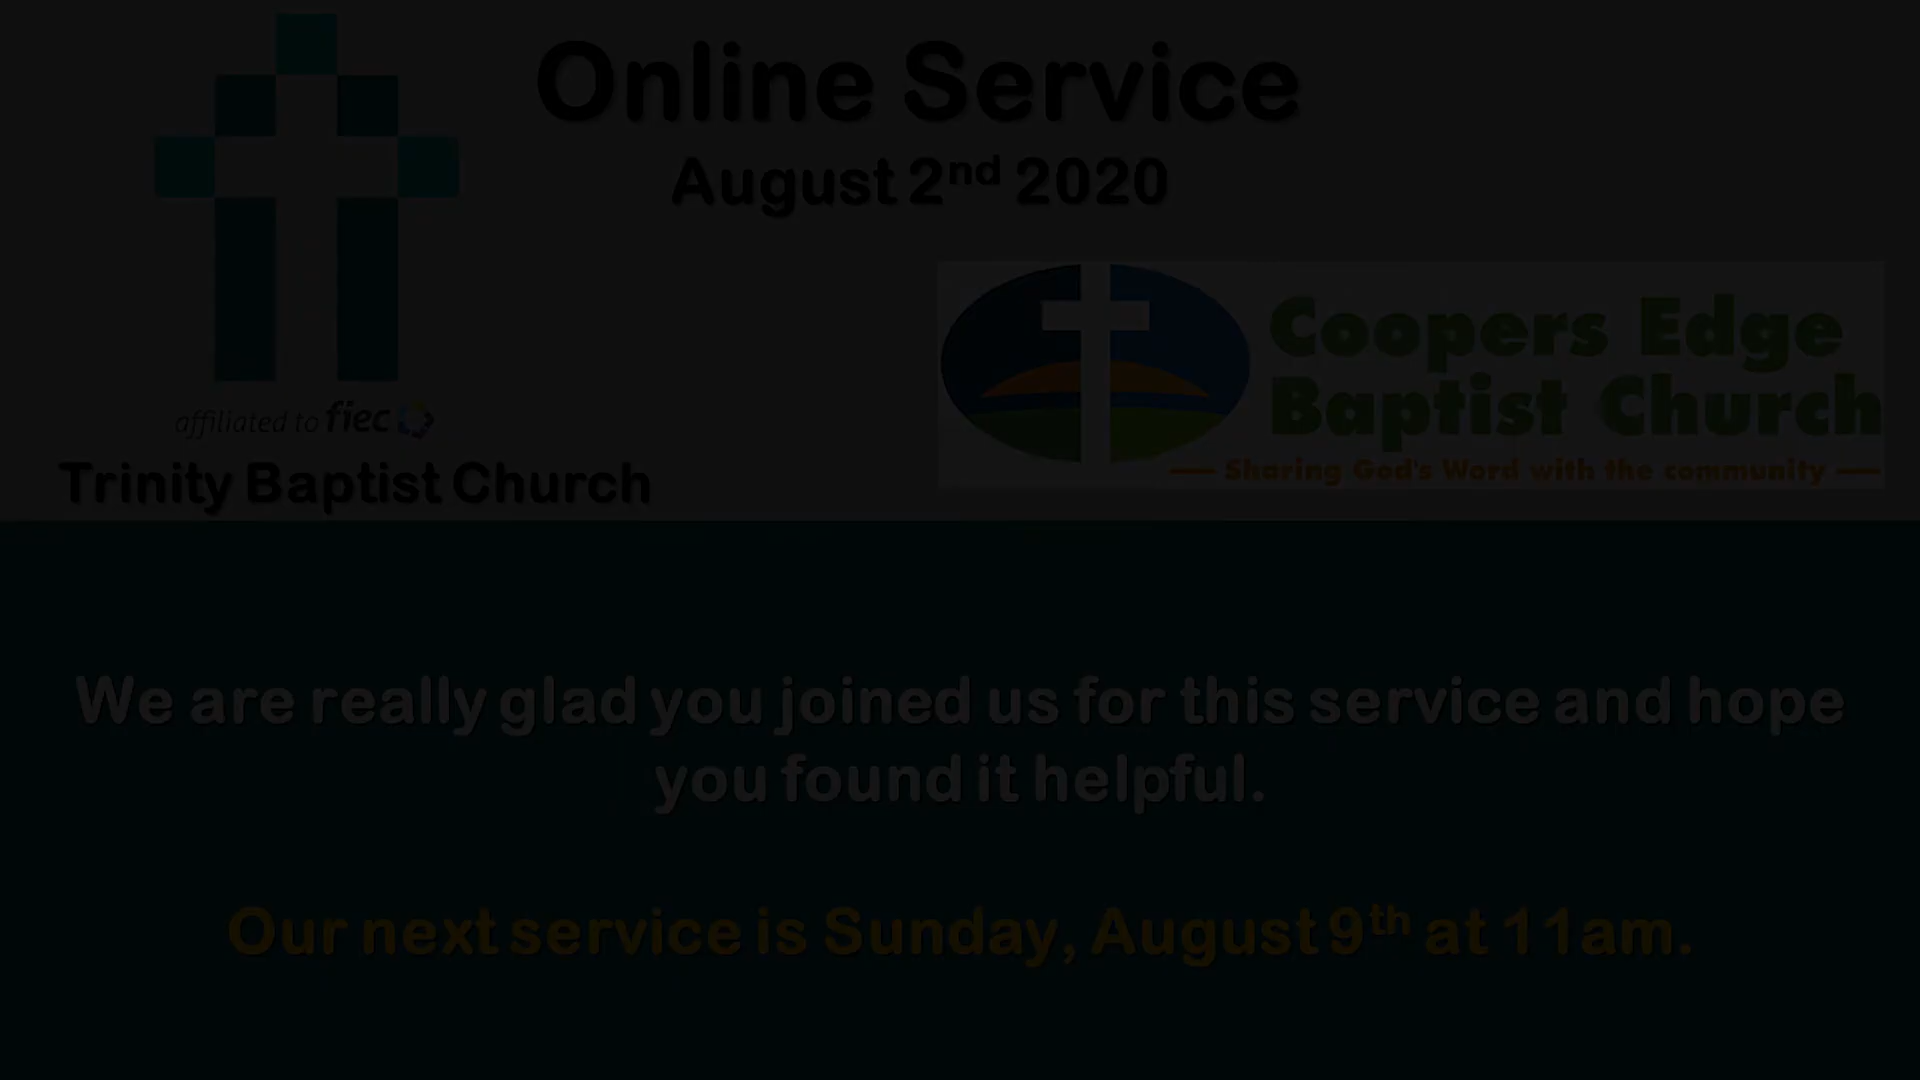 Online Service
August 2nd 2020
affiliated to fiec
Trinity Baptist Church
Coopers Edge
Baptist Church
Sharing God's Word with the community
We are really glad you joined us for this service and hope
you found it helpful.
Our next service is Sunday, August 9th at 11am.